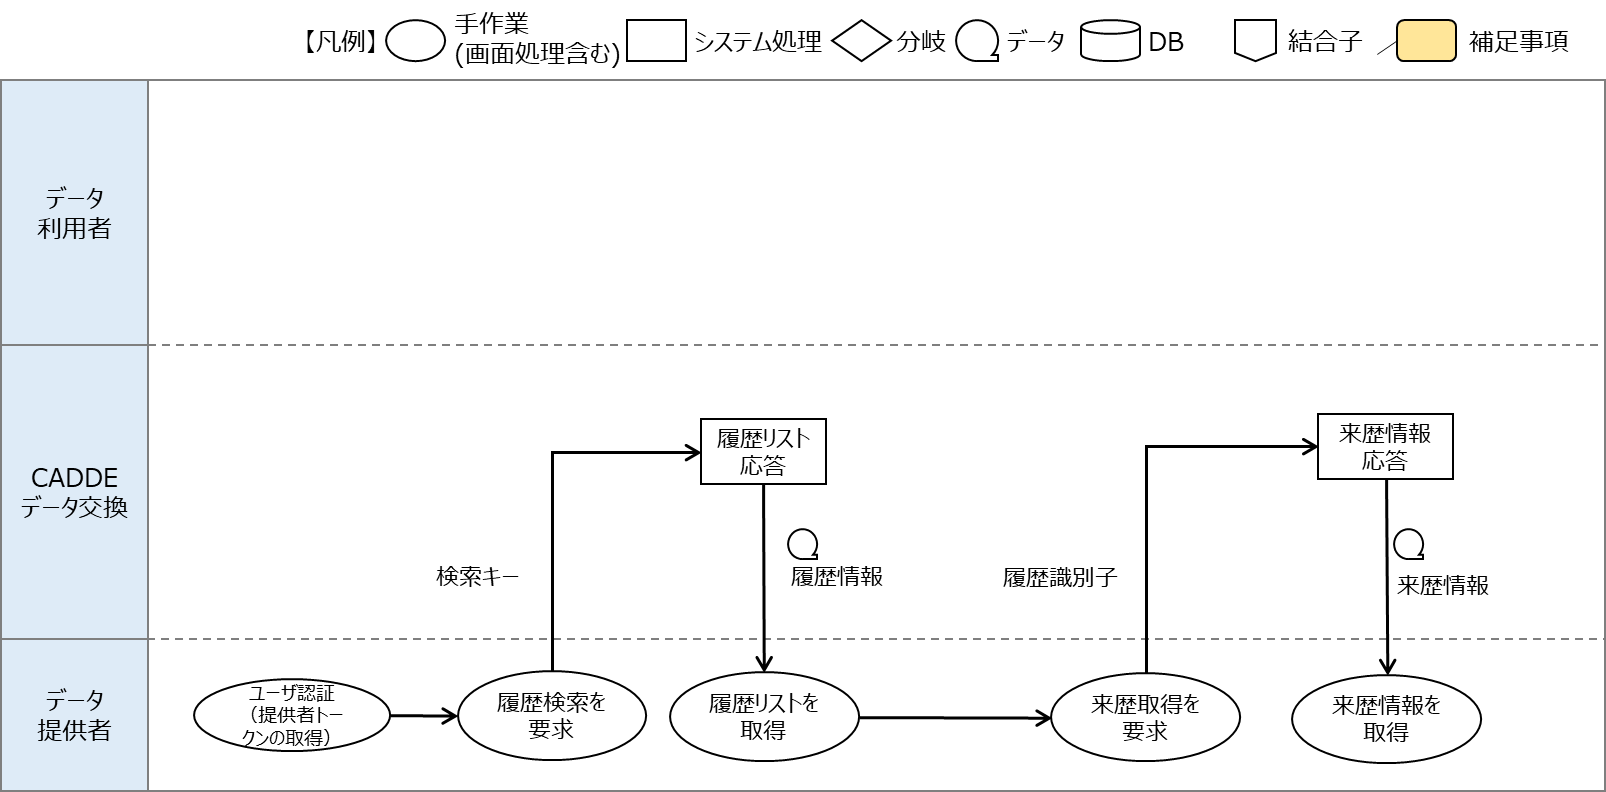 【凡例】
手作業
(画面処理含む)
システム処理
分岐
データ
DB
結合子
補足事項
データ
利用者
CADDE
データ交換
履歴リスト
応答
来歴情報
応答
検索キー
履歴情報
履歴識別子
来歴情報
データ
提供者
ユーザ認証
（提供者トー
クンの取得）
履歴検索を
要求
履歴リストを
取得
来歴取得を
要求
来歴情報を
取得